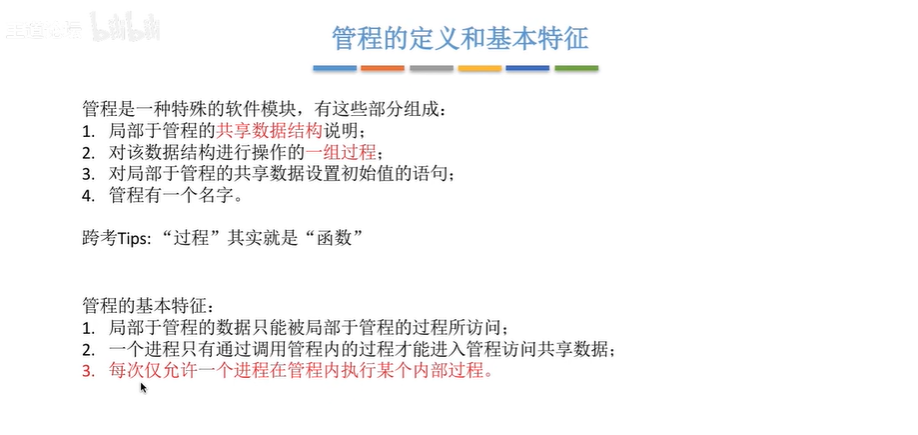 bilibili
管程的定义和基本特征
管程是一种特殊的软件模块，有这些部分组成：
1. 局部于管程的共享数据结构说明；
2. 对该数据结构进行操作的一组过程；
3. 对局部于管程的共享数据设置初始值的语句；
4. 管程有一个名字。
跨考Tips: “过程”其实就是“函数”
管程的基本特征：
1. 局部于管程的数据只能被局部于管程的过程所访问；
2. 一个进程只有通过调用管程内的过程才能进入管程访问共享数据；
3. 每次仅允许一个进程在管程内执行某个内部过程。